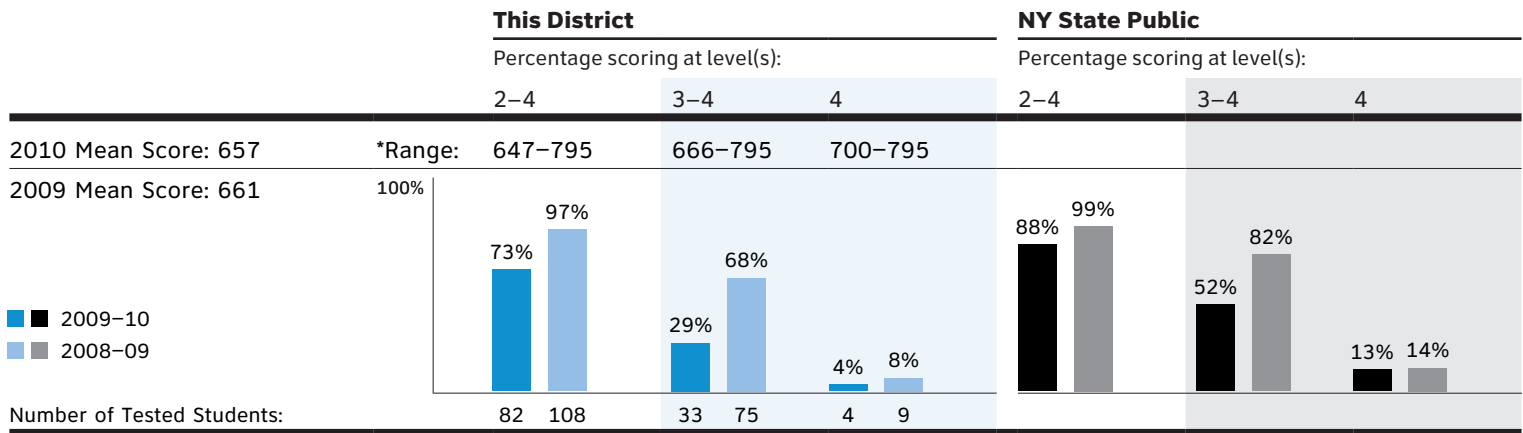 This District NY State Public
Percentage scoring at level(s): Percentage scoring at level(s):
2–4 3–4 4 2–4 3–4 4
2010 Mean Score: 657 *Range: 647–795 666–795 700–795
2009 Mean Score: 661 100%
97% 99%
88%
73% 82%
68%
52%
29%
4% 8% 13% 14%
2009–10
2008–09
Number of Tested Students: 82 108 33 75 4 9